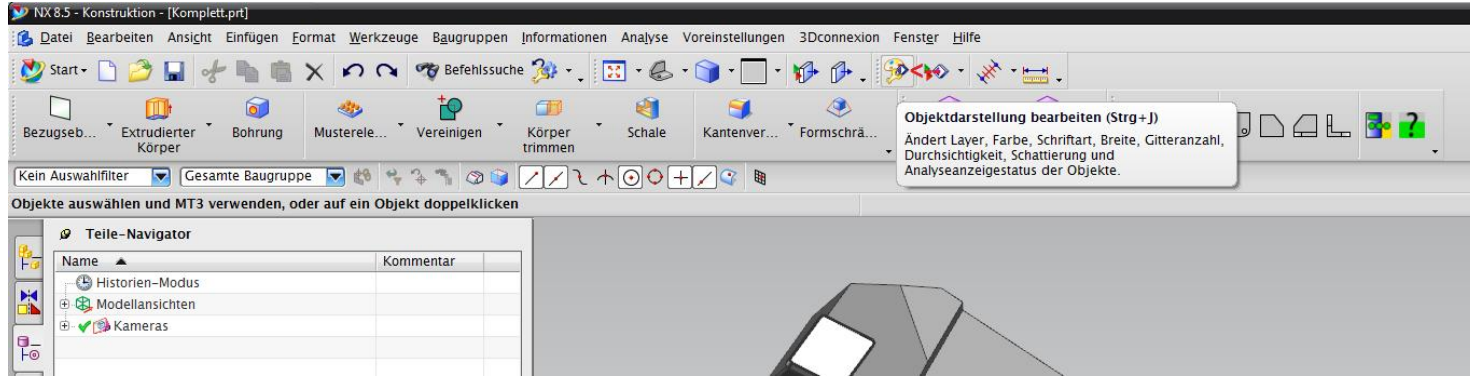 NX 8.5 - Konstruktion - [Komplett.prt]
Datei Bearbeiten Ansicht Einfügen Format Werkzeuge Baugruppen Informationen Analyse Voreinstellungen 3Dconnexion Fenster Hilfe
Start Befehlssuche
Bezugseb... Extrudierter Körper Bohrung Musterele... Vereinigen Körper trimmen Schale Kantenver... Formschrä...
Objektdarstellung bearbeiten (Strg+J)
Ändert Layer, Farbe, Schriftart, Breite, Gitteranzahl,
Durchsichtigkeit, Schattierung und
Analyseanzeigestatus der Objekte.
Kein Auswahlfilter Gesamte Baugruppe
Objekte auswählen und MT3 verwenden, oder auf ein Objekt doppelklicken
Teile-Navigator
Name Kommentar
Historien-Modus
Modellansichten
Kameras